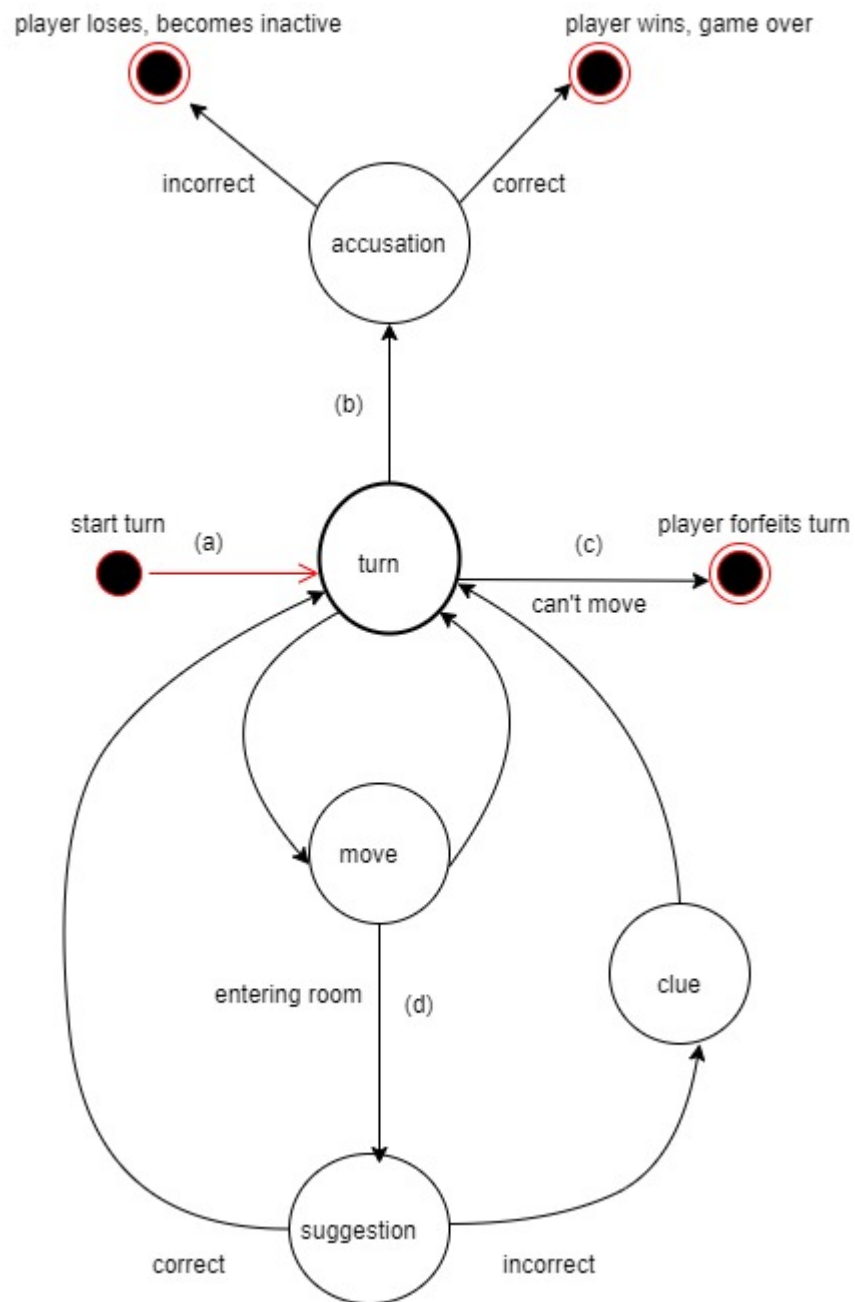 player loses, becomes inactive
player wins, game over
incorrect
correct
accusation
(b)
start turn
(a)
turn
(c)
player forfeits turn
can't move
move
entering room
(d)
clue
suggestion
correct
incorrect